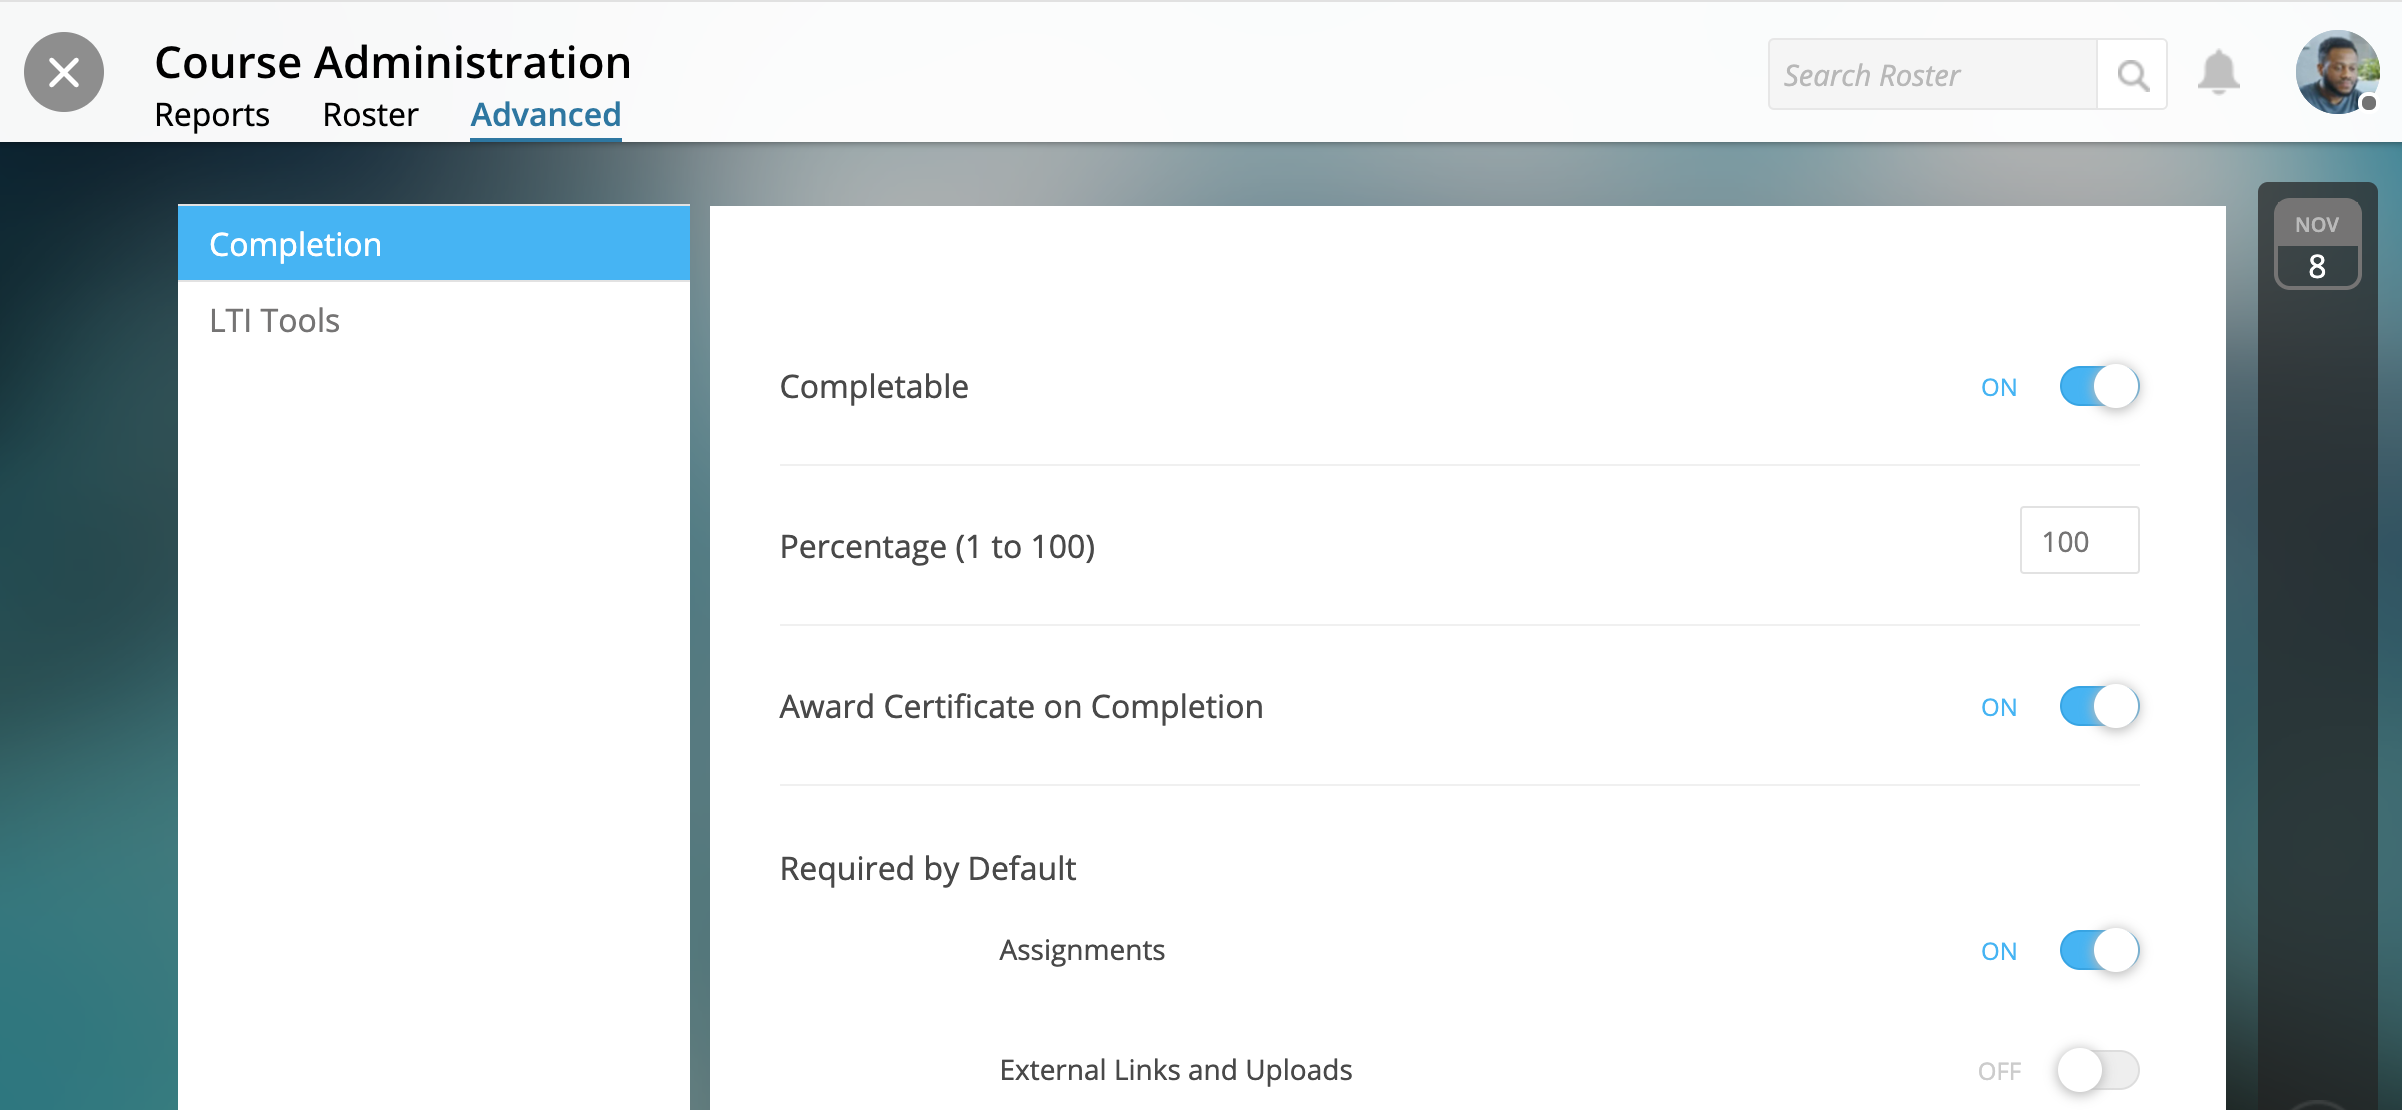 Course Administration
Reports Roster Advanced
Search Roster
NOV
8
Completion
LTI Tools
Completable ON
Percentage (1 to 100) 100
Award Certificate on Completion ON
Required by Default
Assignments ON
External Links and Uploads OFF